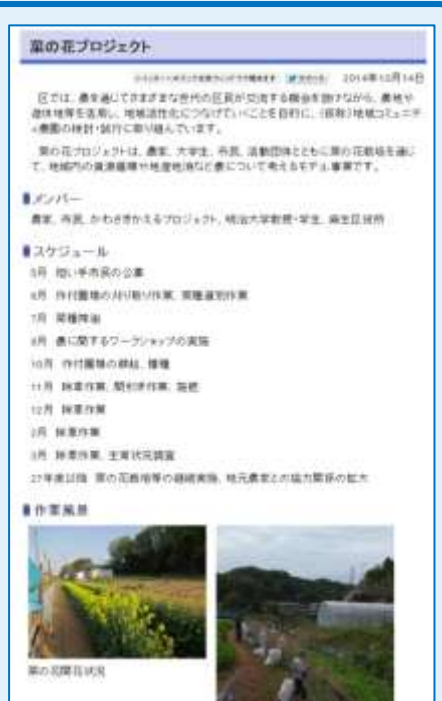 菜の花プロジェクト
2014年10月14日
区では、農を通じてさまざまな世代の区民が交流する機会を設けながら、農地や
遊休地等を活用し、地域活性化につなげていくことを目的に、(仮称)地域コミュニテ
ィ農園の検討・試行に取り組んでいます。
菜の花プロジェクトは、農家、大学生、市民、活動団体とともに菜の花栽培を通じ
て、地域内の資源循環や地産地消など農について考えるモデル事業です。
メンバー
農家、市民、かわさきかえるプロジェクト、明治大学教授・学生、麻生区役所
スケジュール
5月 担い手市民の公募
6月 作付圃場の刈り取り作業、菜種選別作業
7月 菜種搾油
8月 農に関するワークショップの実施
10月 作付圃場の耕耘、播種
11月 除草作業、間引き作業、施肥
12月 除草作業
2月 除草作業
3月 除草作業、生育状況調査
27年度以降 菜の花栽培等の継続実施、地元農家との協力関係の拡大
作業風景
菜の花開花状況